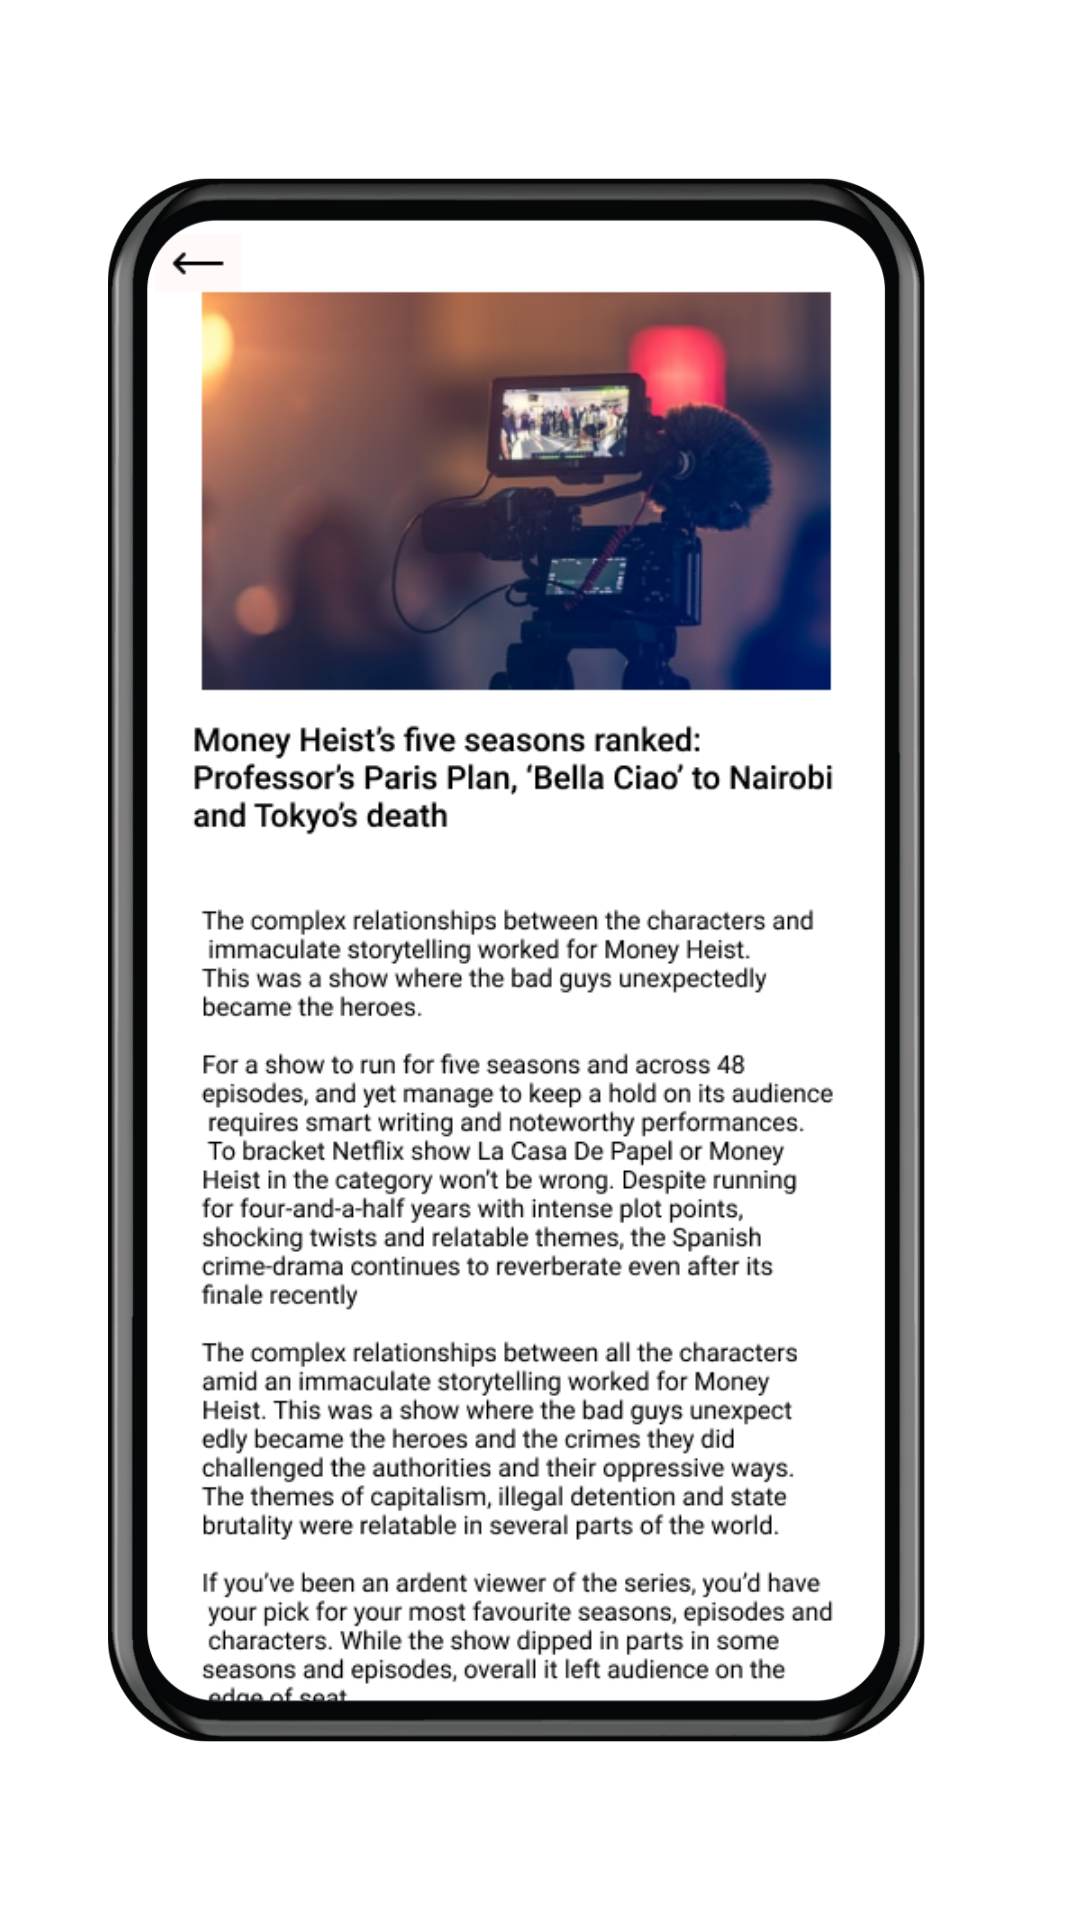 Money Heist’s five seasons ranked:
Professor’s Paris Plan, ‘Bella Ciao’ to Nairobi
and Tokyo’s death
The complex relationships between the characters and
immaculate storytelling worked for Money Heist.
This was a show where the bad guys unexpectedly
became the heroes.
For a show to run for five seasons and across 48
episodes, and yet manage to keep a hold on its audience
requires smart writing and noteworthy performances.
To bracket Netflix show La Casa De Papel or Money
Heist in the category won’t be wrong. Despite running
for four-and-a-half years with intense plot points,
shocking twists and relatable themes, the Spanish
crime-drama continues to reverberate even after its
finale recently
The complex relationships between all the characters
amid an immaculate storytelling worked for Money
Heist. This was a show where the bad guys unexpect
edly became the heroes and the crimes they did
challenged the authorities and their oppressive ways.
The themes of capitalism, illegal detention and state
brutality were relatable in several parts of the world.
If you’ve been an ardent viewer of the series, you’d have
your pick for your most favourite seasons, episodes and
characters. While the show dipped in parts in some
seasons and episodes, overall it left audience on the
edge of seat